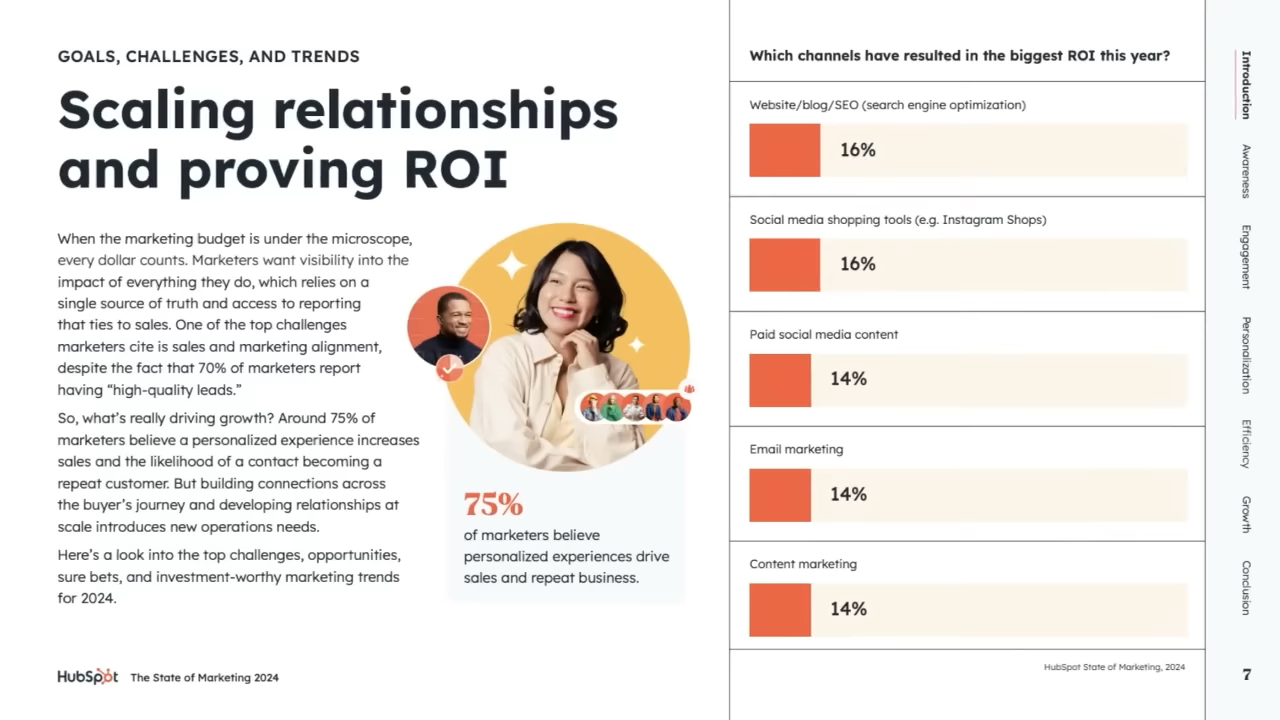 GOALS, CHALLENGES, AND TRENDS
Scaling relationships
and proving ROI
When the marketing budget is under the microscope,
every dollar counts. Marketers want visibility into the
impact of everything they do, which relies on a
single source of truth and access to reporting
that ties to sales. One of the top challenges
marketers cite is sales and marketing alignment,
despite the fact that 70% of marketers report
having “high-quality leads.”
So, what’s really driving growth? Around 75% of
marketers believe a personalized experience increases
sales and the likelihood of a contact becoming a
repeat customer. But building connections across
the buyer’s journey and developing relationships at
scale introduces new operations needs.
Here’s a look into the top challenges, opportunities,
sure bets, and investment-worthy marketing trends
for 2024.
75%
of marketers believe
personalized experiences drive
sales and repeat business.
HubSpot The State of Marketing 2024
Which channels have resulted in the biggest ROI this year?
Website/blog/SEO (search engine optimization)
16%
Social media shopping tools (e.g. Instagram Shops)
16%
Paid social media content
14%
Email marketing
14%
Content marketing
14%
HubSpot State of Marketing, 2024
Introduction
Awareness
Engagement
Personalization
Efficiency
Growth
Conclusion
7